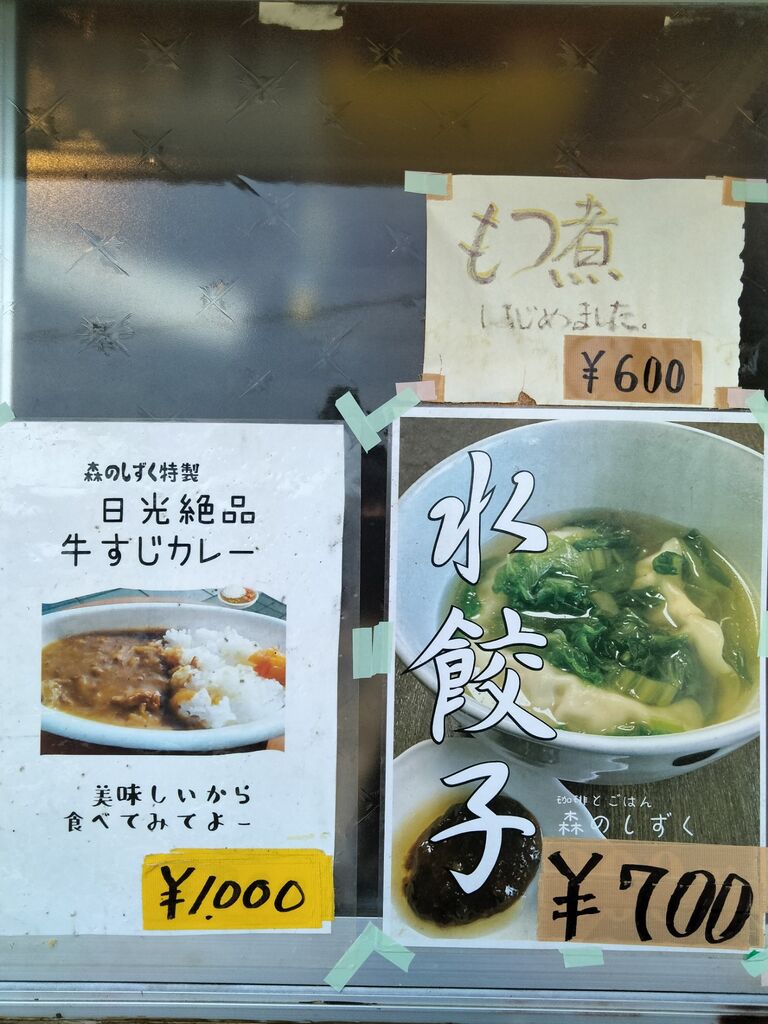 もつ煮
はじめました。
¥600
森のしずく特製
日光絶品
牛すじカレー
美味しいから
食べてみてよー
¥1,000
水餃子
珈琲とごはん
森のしずく
¥700